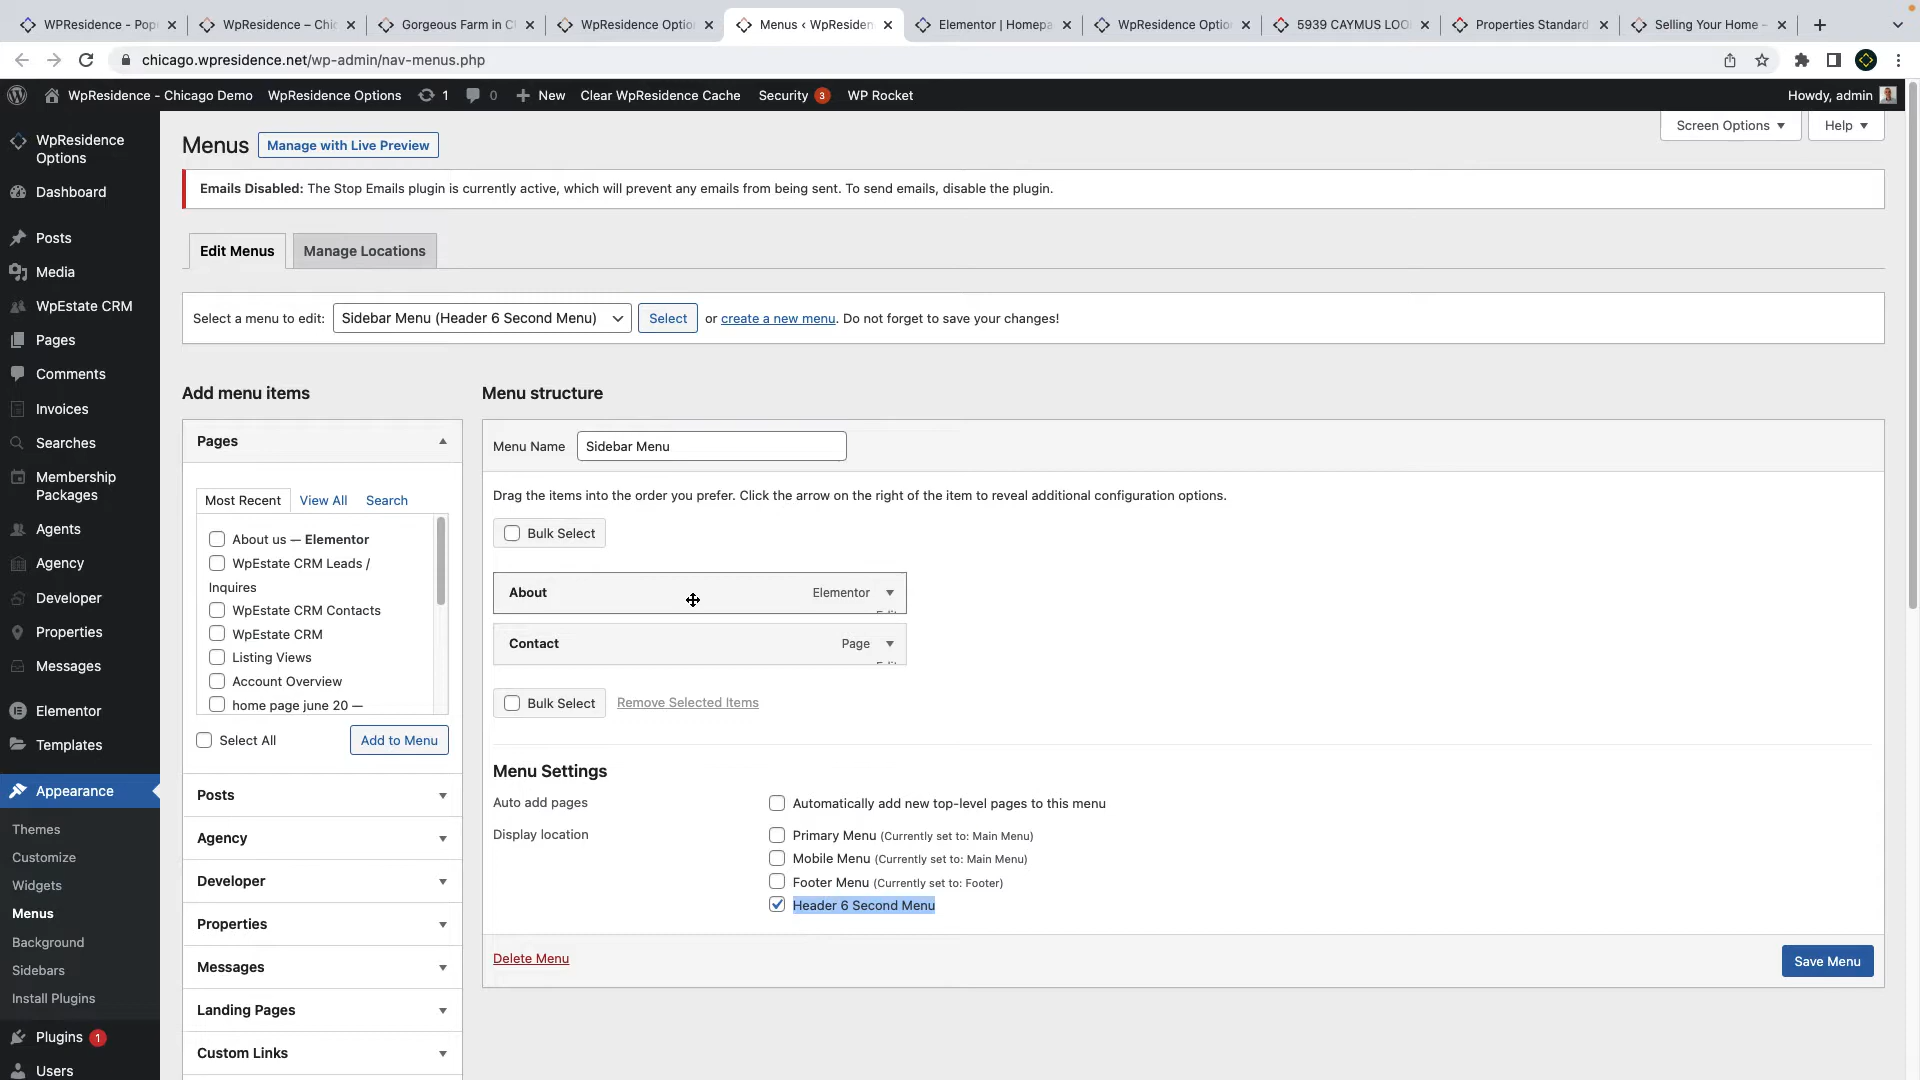 WPResidence - Pop
WpResidence – Chic
Gorgeous Farm in C
WpResidence Optio
Menus ‹ WpResiden
Elementor | Homepa
WpResidence Optio
5939 CAYMUS LOO
Properties Standard
Selling Your Home –
chicago.wpresidence.net/wp-admin/nav-menus.php
WpResidence - Chicago Demo
WpResidence Options
1
0
New
Clear WpResidence Cache
Security 3
WP Rocket
Howdy, admin
WpResidence
Options
Dashboard
Posts
Media
WpEstate CRM
Pages
Comments
Invoices
Searches
Membership
Packages
Agents
Agency
Developer
Properties
Messages
Elementor
Templates
Appearance
Themes
Customize
Widgets
Menus
Background
Sidebars
Install Plugins
Plugins 1
Users
Menus
Manage with Live Preview
Screen Options
Help
Emails Disabled: The Stop Emails plugin is currently active, which will prevent any emails from being sent. To send emails, disable the plugin.
Edit Menus
Manage Locations
Select a menu to edit: Sidebar Menu (Header 6 Second Menu) Select or create a new menu. Do not forget to save your changes!
Add menu items
Pages
Most Recent
View All
Search
About us — Elementor
WpEstate CRM Leads /
Inquires
WpEstate CRM Contacts
WpEstate CRM
Listing Views
Account Overview
home page june 20 —
Select All
Add to Menu
Posts
Agency
Developer
Properties
Messages
Landing Pages
Custom Links
Menu structure
Menu Name Sidebar Menu
Drag the items into the order you prefer. Click the arrow on the right of the item to reveal additional configuration options.
Bulk Select
About Elementor
Edit
Contact Page
Edit
Bulk Select
Remove Selected Items
Menu Settings
Auto add pages
Automatically add new top-level pages to this menu
Display location
Primary Menu (Currently set to: Main Menu)
Mobile Menu (Currently set to: Main Menu)
Footer Menu (Currently set to: Footer)
Header 6 Second Menu
Delete Menu
Save Menu